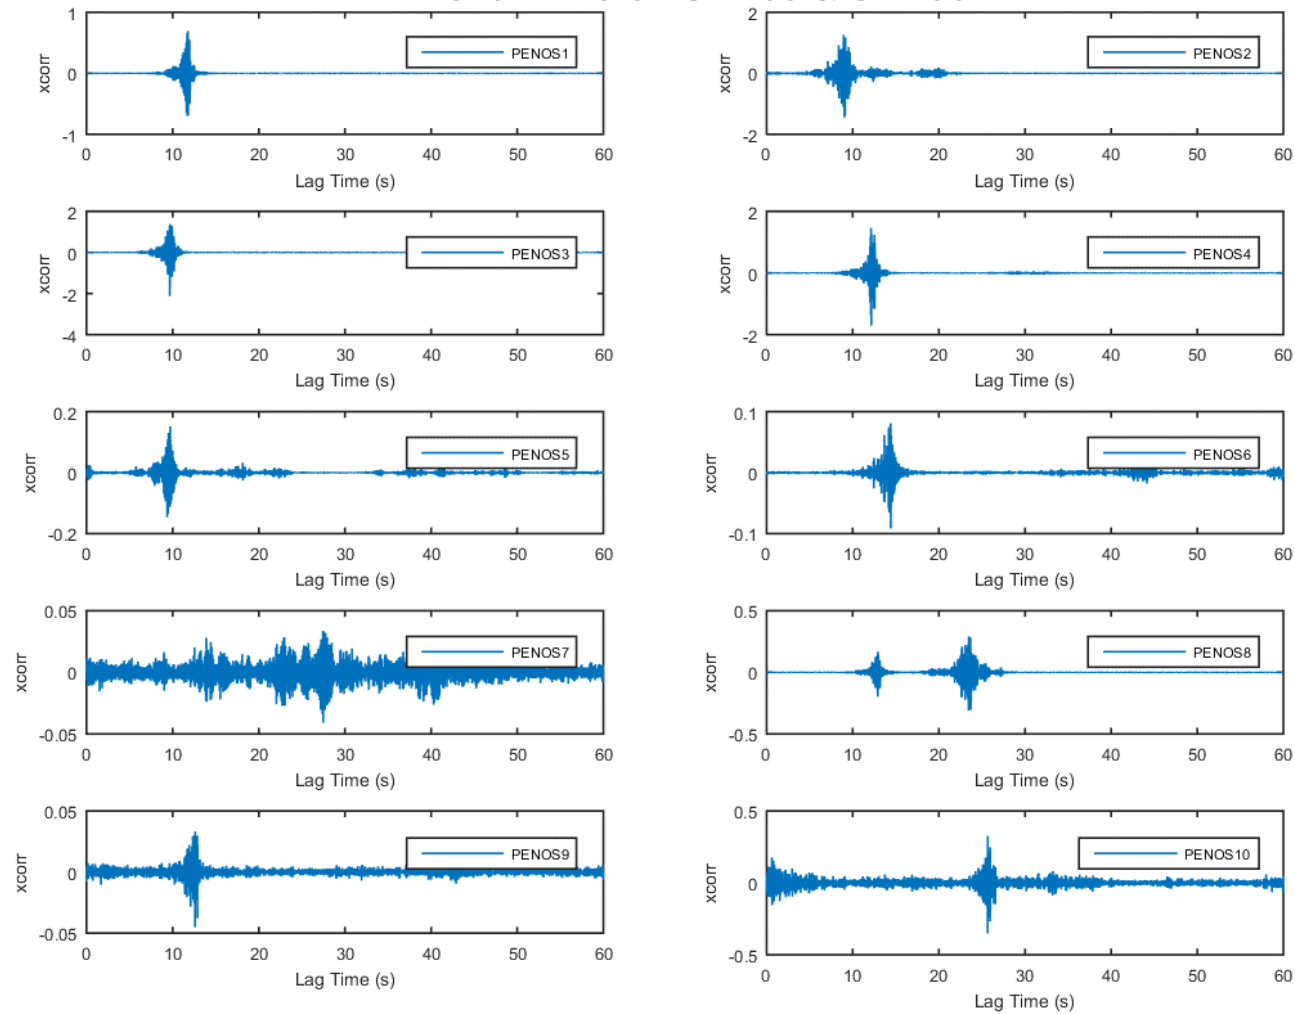 1
0
-1
xcorr
PENOS1
0 10 20 30 40 50 60
Lag Time (s)
2
0
-2
xcorr
PENOS2
0 10 20 30 40 50 60
Lag Time (s)
2
0
-2
-4
xcorr
PENOS3
0 10 20 30 40 50 60
Lag Time (s)
2
0
-2
xcorr
PENOS4
0 10 20 30 40 50 60
Lag Time (s)
0.2
0
-0.2
xcorr
PENOS5
0 10 20 30 40 50 60
Lag Time (s)
0.1
0
-0.1
xcorr
PENOS6
0 10 20 30 40 50 60
Lag Time (s)
0.05
0
-0.05
xcorr
PENOS7
0 10 20 30 40 50 60
Lag Time (s)
0.5
0
-0.5
xcorr
PENOS8
0 10 20 30 40 50 60
Lag Time (s)
0.05
0
-0.05
xcorr
PENOS9
0 10 20 30 40 50 60
Lag Time (s)
0.5
0
-0.5
xcorr
PENOS10
0 10 20 30 40 50 60
Lag Time (s)